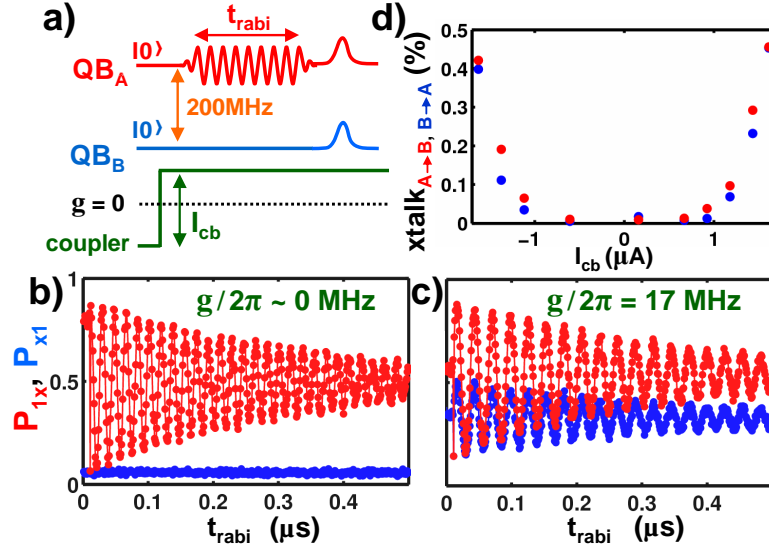 a)
t_rabi
|0⟩
QB_A
200MHz
|0⟩
QB_B
g = 0
I_cb
coupler
d)
xtalk_A→B, B→A (%)
0.5
0.4
0.3
0.2
0.1
0
−1
0
1
I_cb (μA)
b)
g/2π ~ 0 MHz
P_1x, P_x1
1
0.5
0
0
0.1
0.2
0.3
0.4
t_rabi (μs)
c)
g/2π = 17 MHz
0
0.1
0.2
0.3
0.4
t_rabi (μs)